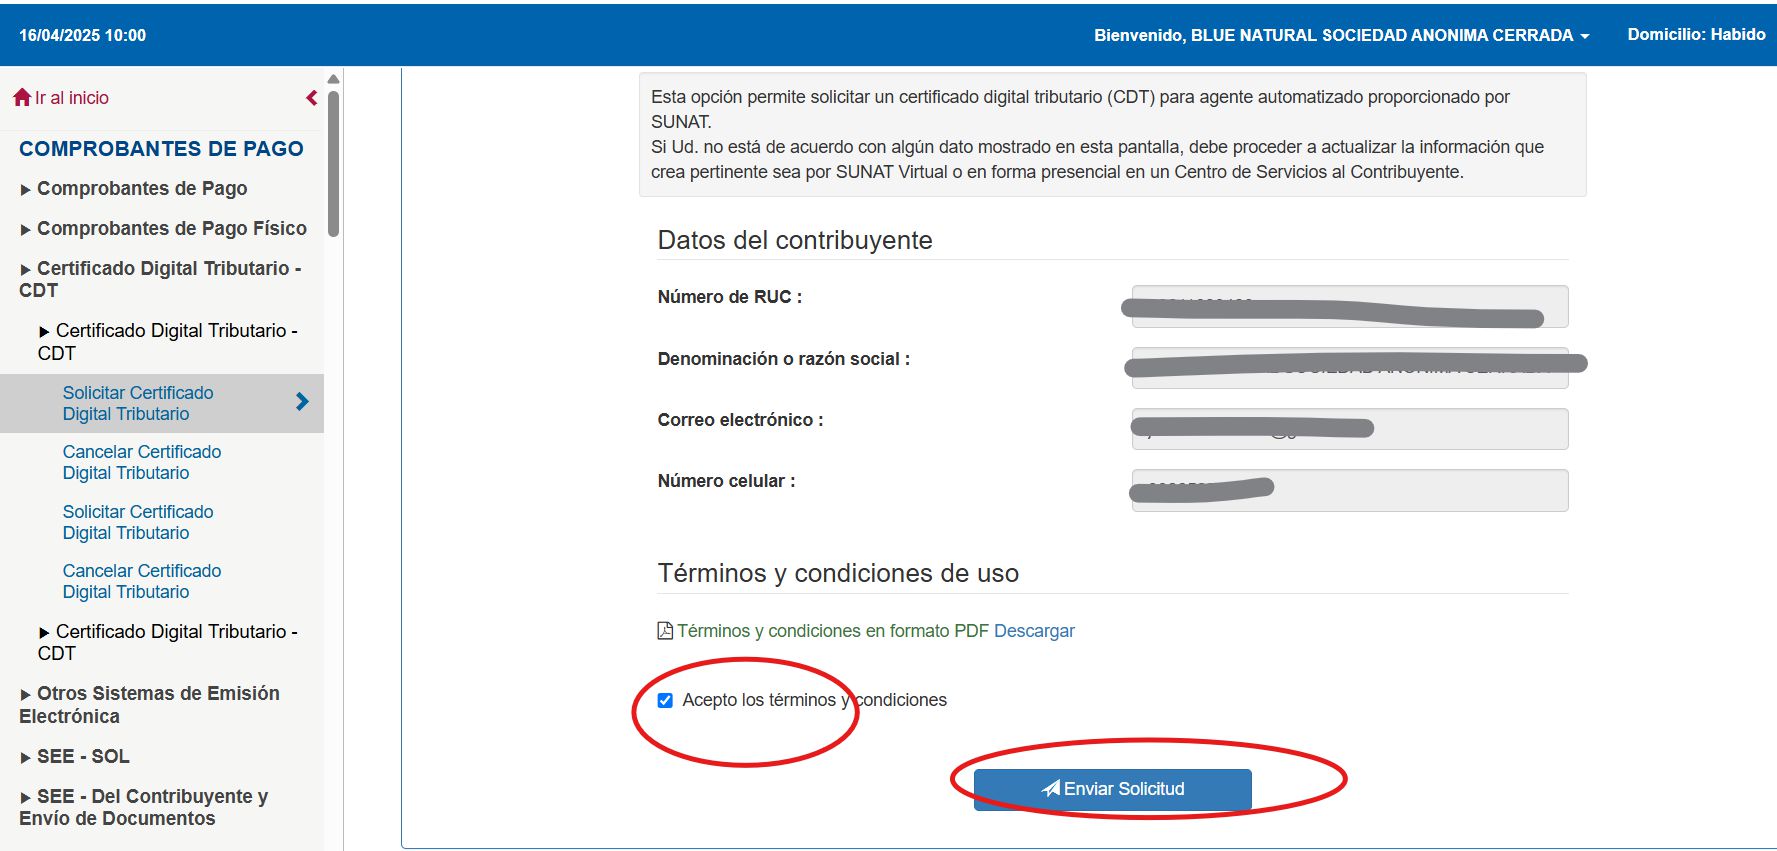 16/04/2025 10:00
Bienvenido, BLUE NATURAL SOCIEDAD ANONIMA CERRADA
Domicilio: Habido
Ir al inicio
COMPROBANTES DE PAGO
Comprobantes de Pago
Comprobantes de Pago Físico
Certificado Digital Tributario -
CDT
Certificado Digital Tributario -
CDT
Solicitar Certificado
Digital Tributario
Cancelar Certificado
Digital Tributario
Solicitar Certificado
Digital Tributario
Cancelar Certificado
Digital Tributario
Certificado Digital Tributario -
CDT
Otros Sistemas de Emisión
Electrónica
SEE - SOL
SEE - Del Contribuyente y
Envío de Documentos
Esta opción permite solicitar un certificado digital tributario (CDT) para agente automatizado proporcionado por
SUNAT.
Si Ud. no está de acuerdo con algún dato mostrado en esta pantalla, debe proceder a actualizar la información que
crea pertinente sea por SUNAT Virtual o en forma presencial en un Centro de Servicios al Contribuyente.
Datos del contribuyente
Número de RUC :
Denominación o razón social :
Correo electrónico :
Número celular :
Términos y condiciones de uso
Términos y condiciones en formato PDF Descargar
Acepto los términos y condiciones
Enviar Solicitud